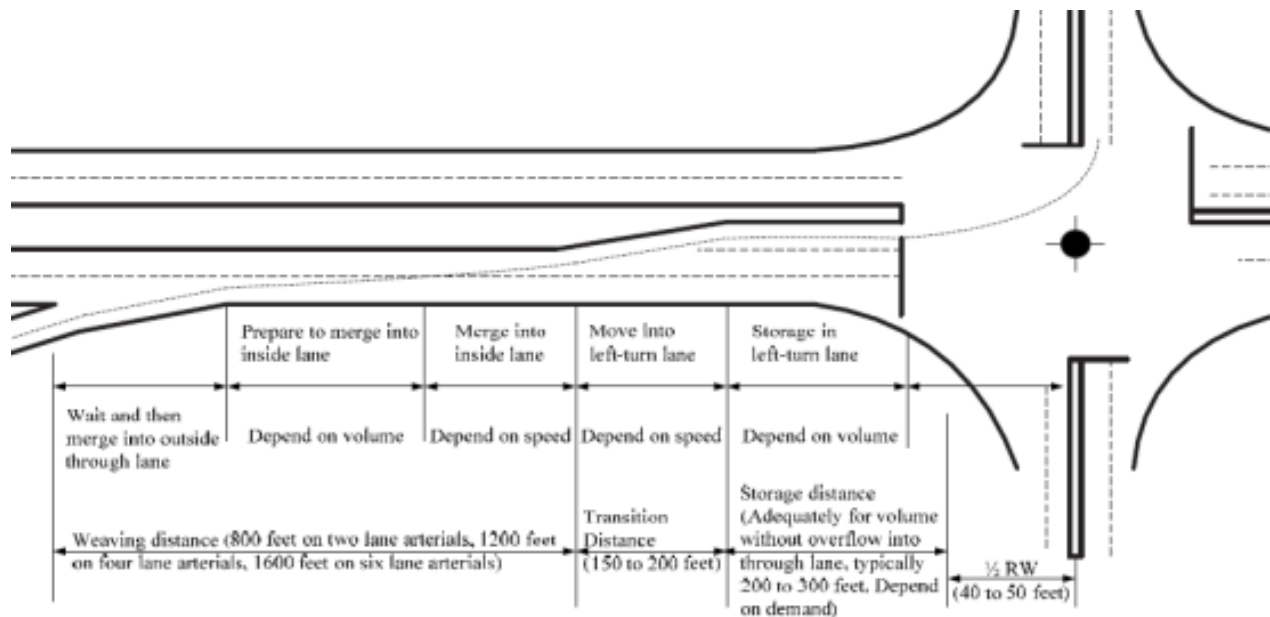 Prepare to merge into
inside lane
Merge into
inside lane
Move into
left-turn lane
Storage in
left-turn lane
Wait and then
merge into outside
through lane
Depend on volume
Depend on speed
Depend on speed
Depend on volume
Weaving distance (800 feet on two lane arterials, 1200 feet
on four lane arterials, 1600 feet on six lane arterials)
Transition
Distance
(150 to 200 feet)
Storage distance
(Adequately for volume
without overflow into
through lane, typically
200 to 300 feet. Depend
on demand)
½ RW
(40 to 50 feet)